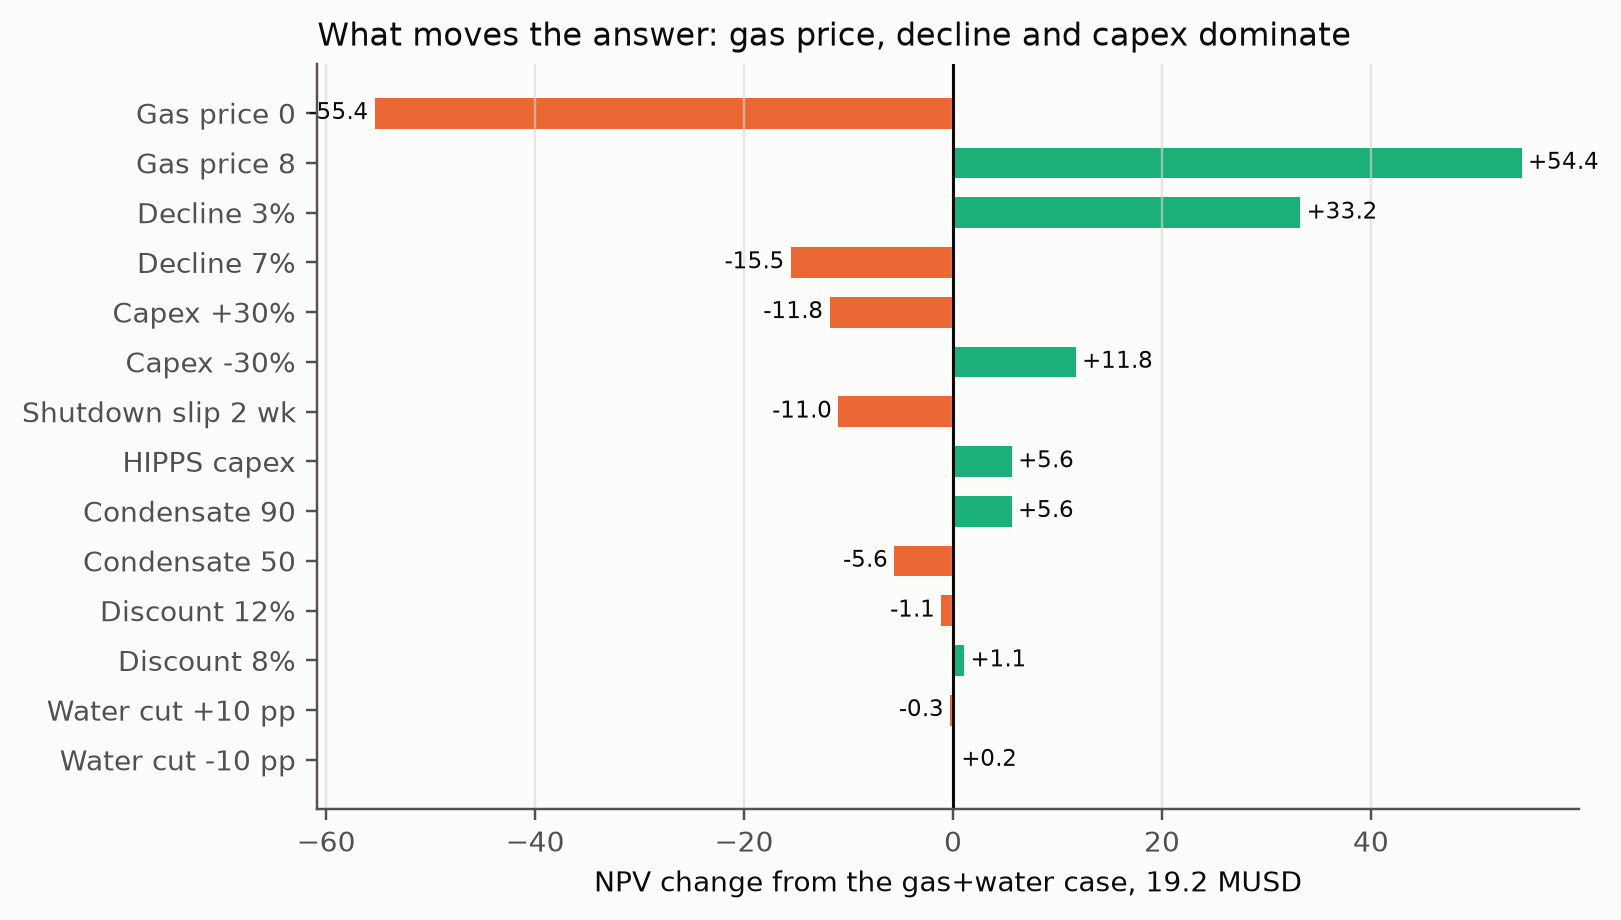 What moves the answer: gas price, decline and capex dominate
Gas price 0
-55.4
Gas price 8
+54.4
Decline 3%
+33.2
Decline 7%
-15.5
Capex +30%
-11.8
Capex -30%
+11.8
Shutdown slip 2 wk
-11.0
HIPPS capex
+5.6
Condensate 90
+5.6
Condensate 50
-5.6
Discount 12%
-1.1
Discount 8%
+1.1
Water cut +10 pp
-0.3
Water cut -10 pp
+0.2
−60 −40 −20 0 20 40
NPV change from the gas+water case, 19.2 MUSD